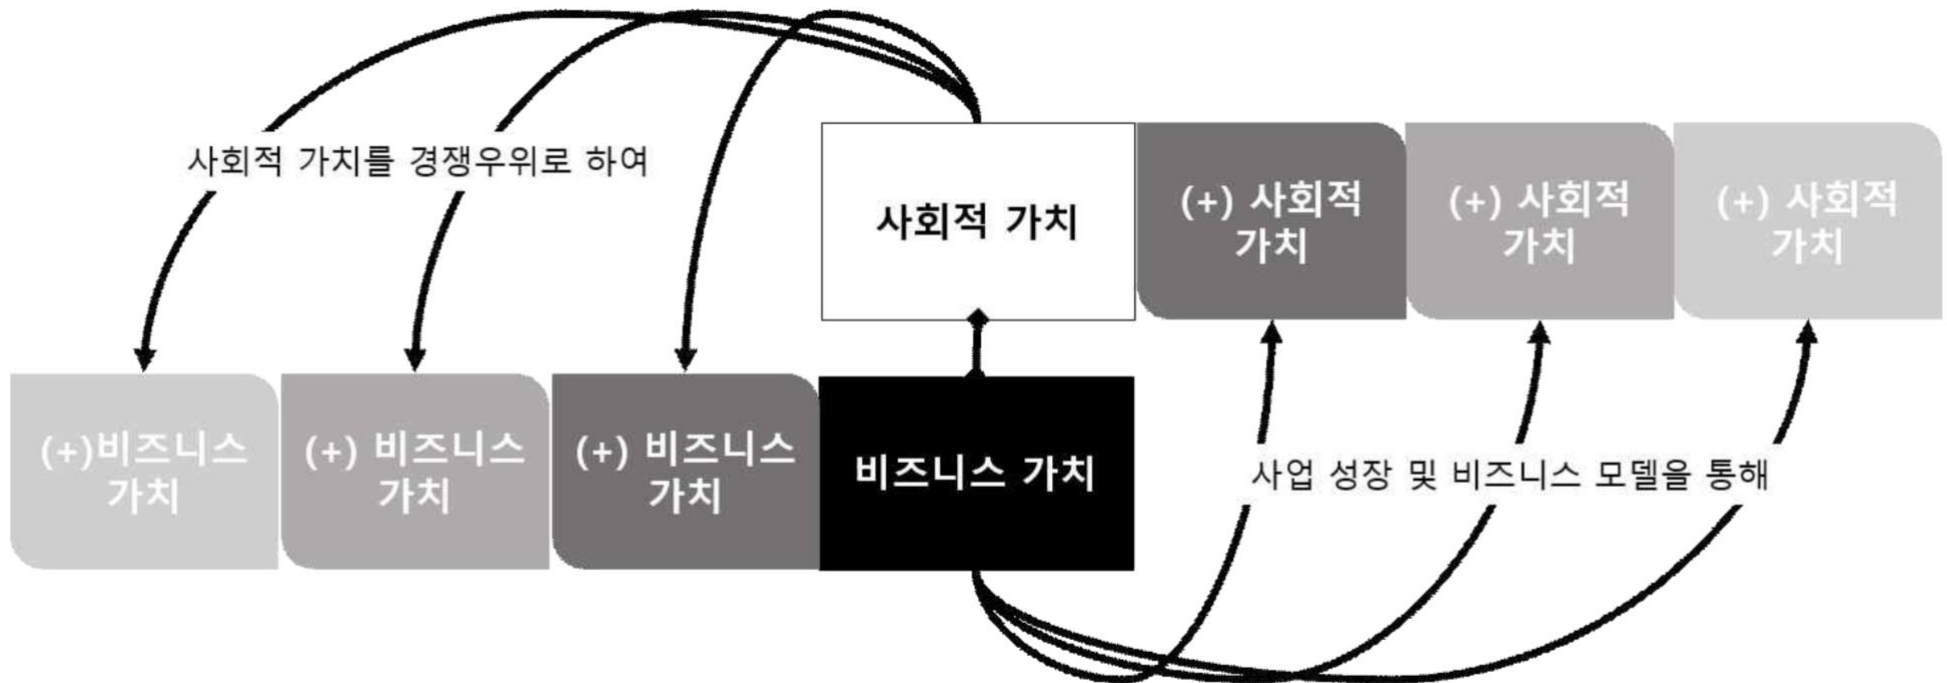 사회적 가치를 경쟁우위로 하여
사회적 가치
(+) 사회적
가치
(+) 사회적
가치
(+) 사회적
가치
(+)비즈니스
가치
(+) 비즈니스
가치
(+) 비즈니스
가치
비즈니스 가치
사업 성장 및 비즈니스 모델을 통해